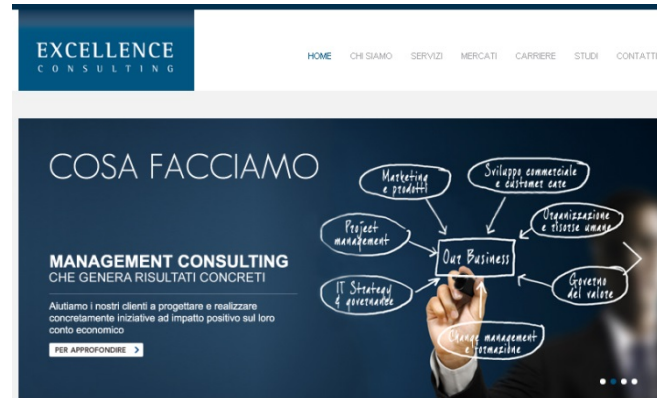 EXCELLENCE
CONSULTING
HOME CHI SIAMO SERVIZI MERCATI CARRIERE STUDI CONTATTI
COSA FACCIAMO
MANAGEMENT CONSULTING
CHE GENERA RISULTATI CONCRETI
Aiutiamo i nostri clienti a progettare e realizzare
concretamente iniziative ad impatto positivo sul loro
conto economico
PER APPROFONDIRE
Marketing
e prodotti
Sviluppo commerciale
e customer care
Project
management
Organizzazione
e risorse umane
Our Business
IT Strategy
& governance
Governo
del valore
Change management
e formazione